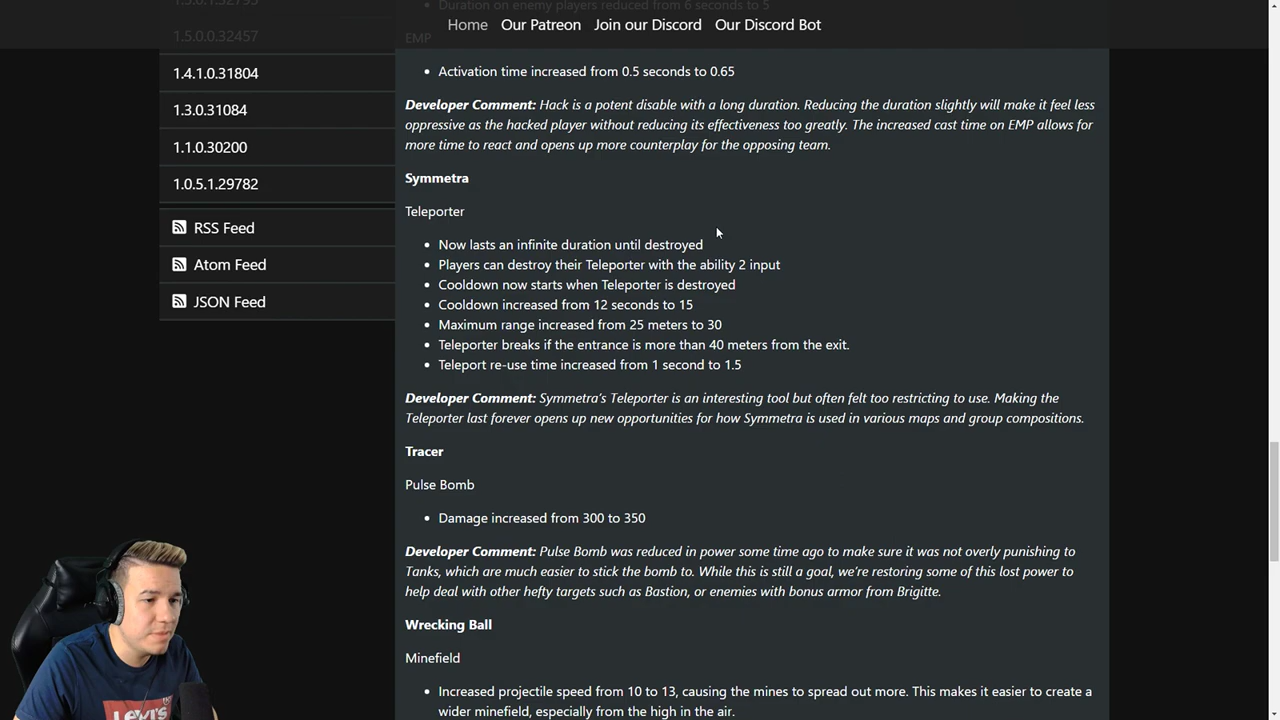 Duration on enemy players reduced from 6 seconds to 5
Home Our Patreon Join our Discord Our Discord Bot
1.5.0.0.32457
EMP
1.4.1.0.31804
Activation time increased from 0.5 seconds to 0.65
1.3.0.31084
Developer Comment: Hack is a potent disable with a long duration. Reducing the duration slightly will make it feel less
oppressive as the hacked player without reducing its effectiveness too greatly. The increased cast time on EMP allows for
more time to react and opens up more counterplay for the opposing team.
1.1.0.30200
1.0.5.1.29782
Symmetra
RSS Feed
Teleporter
Atom Feed
Now lasts an infinite duration until destroyed
Players can destroy their Teleporter with the ability 2 input
Cooldown now starts when Teleporter is destroyed
JSON Feed
Cooldown increased from 12 seconds to 15
Maximum range increased from 25 meters to 30
Teleporter breaks if the entrance is more than 40 meters from the exit.
Teleport re-use time increased from 1 second to 1.5
Developer Comment: Symmetra's Teleporter is an interesting tool but often felt too restricting to use. Making the
Teleporter last forever opens up new opportunities for how Symmetra is used in various maps and group compositions.
Tracer
Pulse Bomb
Damage increased from 300 to 350
Developer Comment: Pulse Bomb was reduced in power some time ago to make sure it was not overly punishing to
Tanks, which are much easier to stick the bomb to. While this is still a goal, we're restoring some of this lost power to
help deal with other hefty targets such as Bastion, or enemies with bonus armor from Brigitte.
Wrecking Ball
Minefield
Increased projectile speed from 10 to 13, causing the mines to spread out more. This makes it easier to create a
wider minefield, especially from the high in the air.
LEVI'S